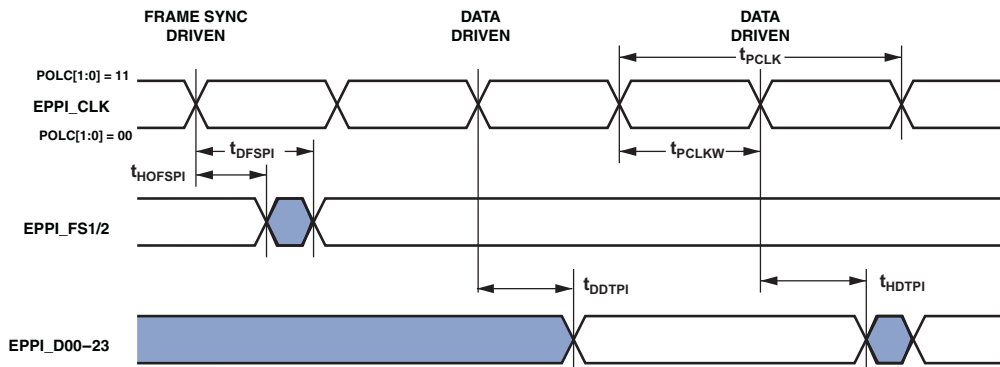 FRAME SYNC
DRIVEN
DATA
DRIVEN
DATA
DRIVEN
tPCLK
POLC[1:0] = 11
EPPI_CLK
POLC[1:0] = 00
tDFSPI
tPCLKW
tHOFSPI
EPPI_FS1/2
tDDTPI
tHDTPI
EPPI_D00–23